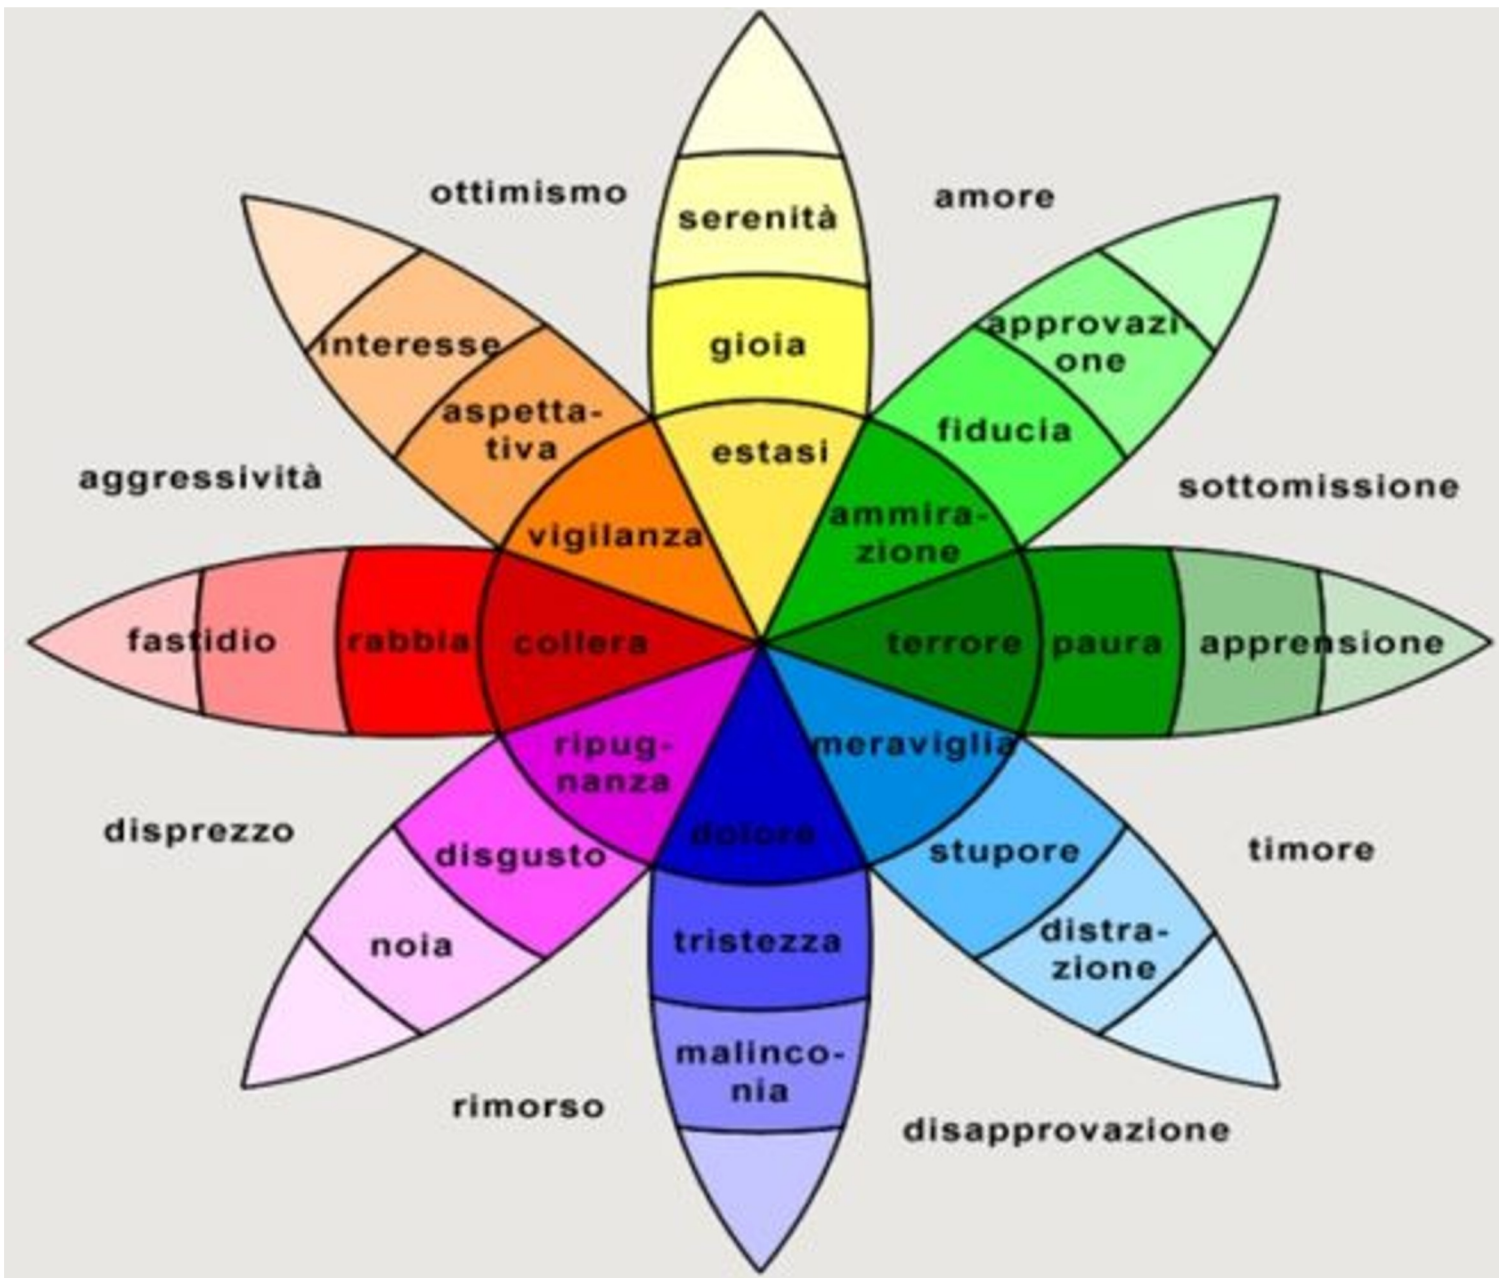 ottimismo
amore
serenità
interesse
approvazi-
one
gioia
aspetta-
tiva
fiducia
estasi
aggressività
sottomissione
vigilanza
ammira-
zione
fastidio
rabbia
collera
terrore
paura
apprensione
ripug-
nanza
meraviglia
disprezzo
dolore
timore
disgusto
stupore
noia
tristezza
distra-
zione
malinco-
nia
rimorso
disapprovazione